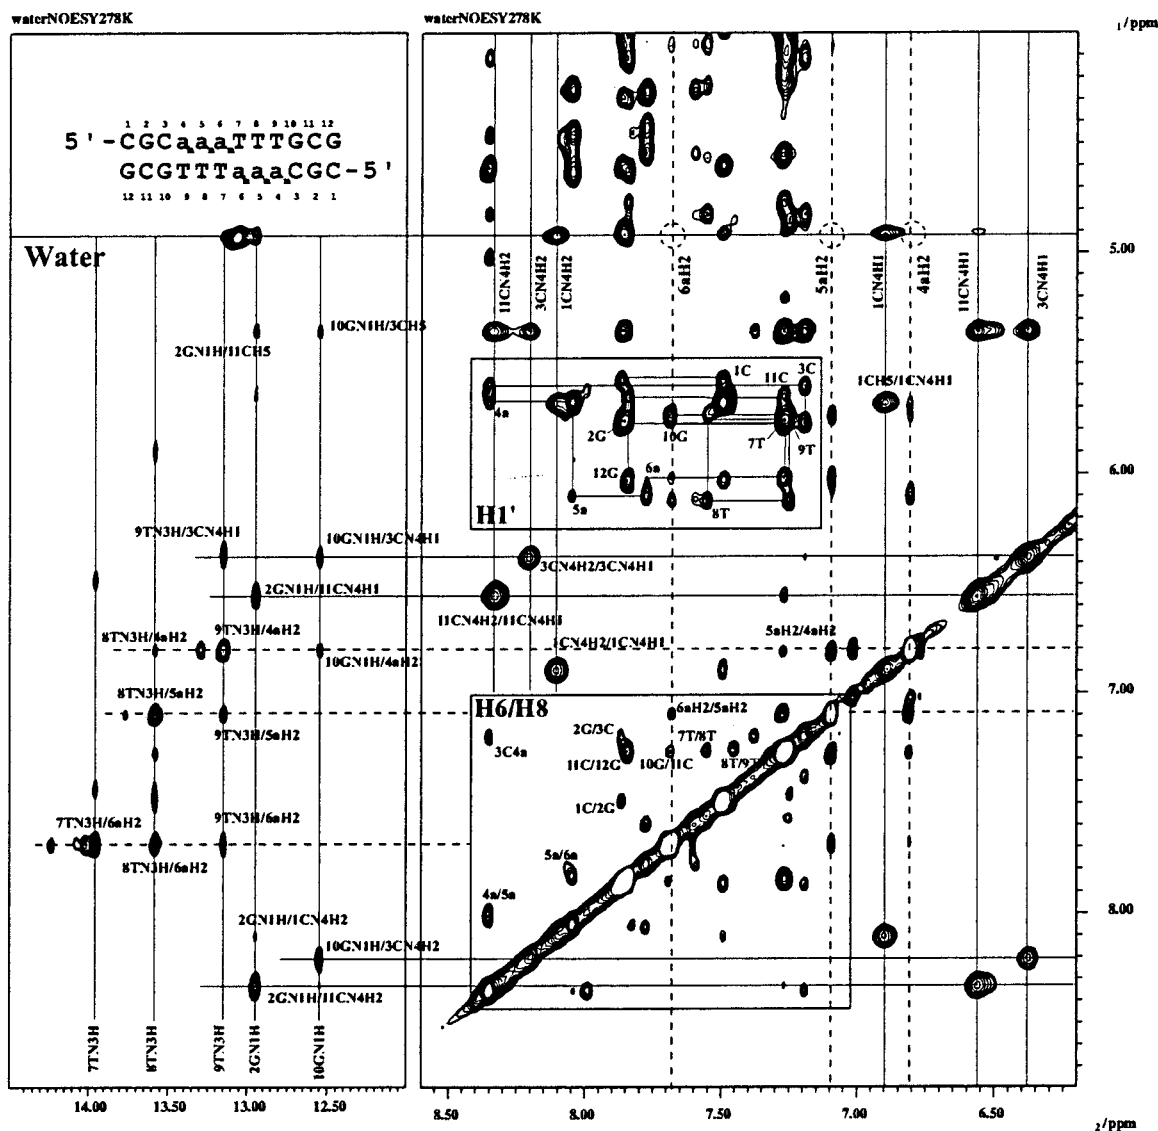 waterNOESY278K
waterNOESY278K
1/ppm
1 2 3 4 5 6 7 8 9 10 11 12
5'-CGCaaaTTTGCG
GCGTTTaaaCGC-5'
12 11 10 9 8 7 6 5 4 3 2 1
Water
5.00
11CN4H2
3CN4H2
1CN4H2
6aH2
5aH2
1CN4H1
4aH2
11CN4H1
3CN4H1
10GN1H/3CH5
2GN1H/11CH5
1C
11C
3C
1CH5/1CN4H1
4a
2G
10G
7T
9T
6.00
12G
6a
5a
8T
H1'
9TN3H/3CN4H1
10GN1H/3CN4H1
3CN4H2/3CN4H1
2GN1H/11CN4H1
11CN4H2/11CN4H1
8TN3H/4aH2
9TN3H/4aH2
10GN1H/4aH2
1CN4H2/1CN4H1
5aH2/4aH2
7.00
8TN3H/5aH2
9TN3H/5aH2
H6/H8
6aH2/5aH2
2G/3C
7T/8T
3C4a
11C/12G
10G/11C
8T/9T
1C/2G
7TN3H/6aH2
9TN3H/6aH2
8TN3H/6aH2
5a/6a
4a/5a
8.00
2GN1H/1CN4H2
10GN1H/3CN4H2
2GN1H/11CN4H2
7TN3H
8TN3H
9TN3H
2GN1H
10GN1H
14.00 13.50 13.00 12.50
8.50 8.00 7.50 7.00 6.50
2/ppm